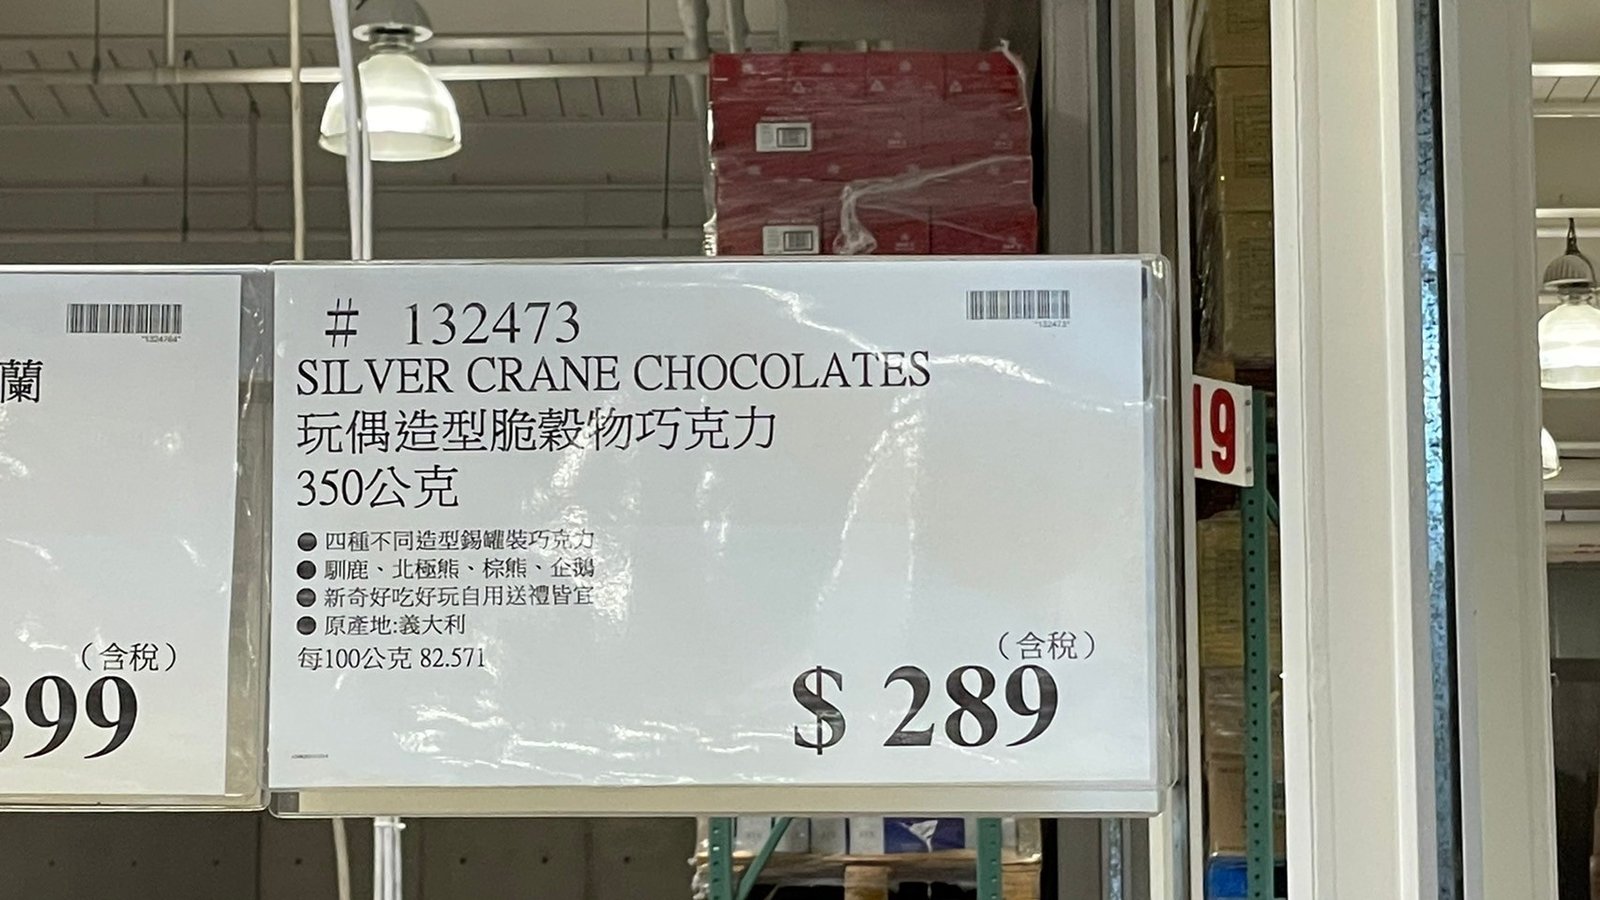 蘭
(含稅)
399
# 132473
SILVER CRANE CHOCOLATES
玩偶造型脆穀物巧克力
350公克
● 四種不同造型錫罐裝巧克力
● 馴鹿、北極熊、棕熊、企鵝
● 新奇好吃好玩自用送禮皆宜
● 原產地:義大利
每100公克 82.571
(含稅)
$ 289
"132473"
19